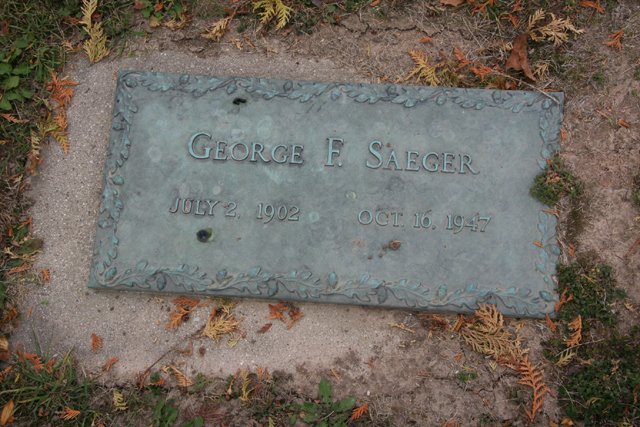 GEORGE F. SAEGER
JULY 2, 1902 OCT. 16, 1947